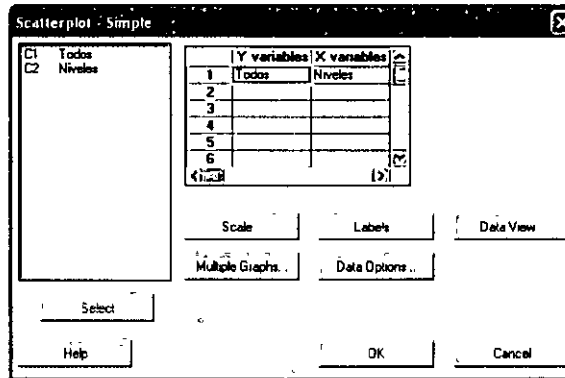 Scatterplot - Simple
C1 Todos
C2 Niveles
Y variables X variables
1 Todos Niveles
2
3
4
5
6
Scale Labels Data View
Multiple Graphs... Data Options...
Select
Help OK Cancel